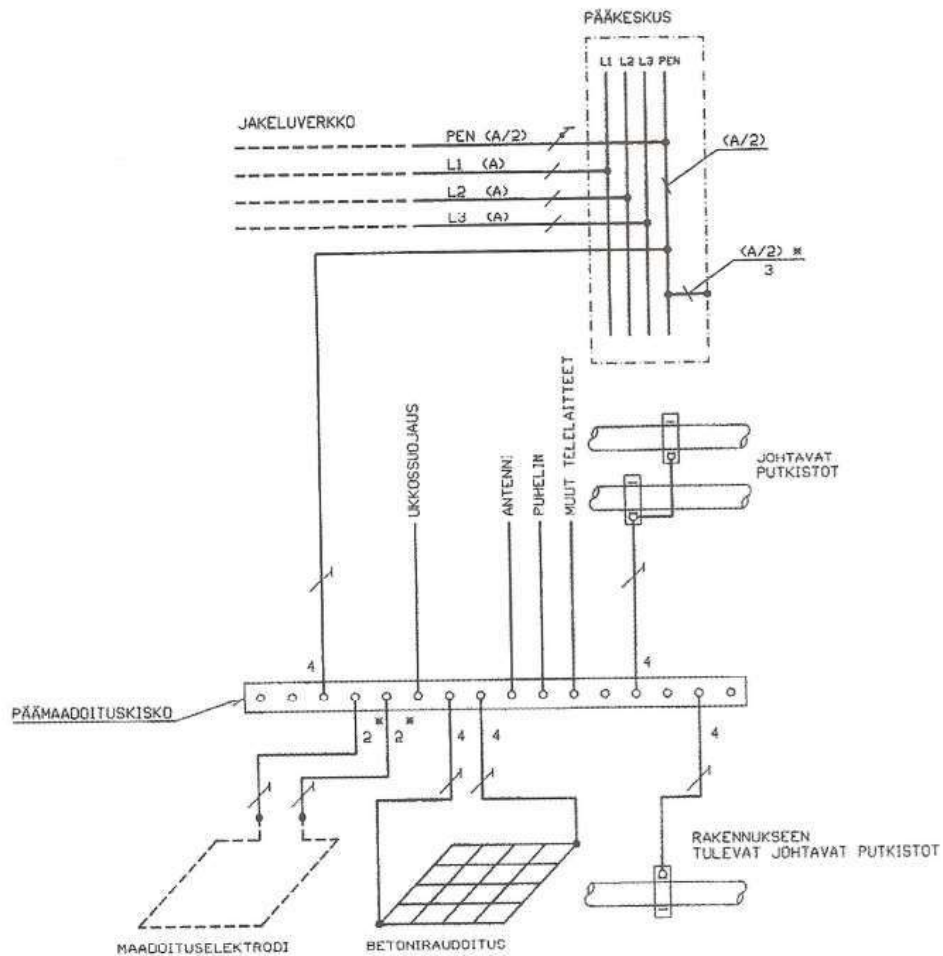 PÄÄKESKUS
L1 L2 L3 PEN
JAKELUVERKKO
PEN (A/2)
L1 (A)
L2 (A)
L3 (A)
(A/2)
(A/2) *
3
UKKOSSUOJAUS
ANTENNI
PUHELIN
MUUT TELELAITTEET
JOHTAVAT
PUTKISTOT
4
4
PÄÄMAADOITUSKISKO
2 *
2 *
4
4
4
RAKENNUKSEEN
TULEVAT JOHTAVAT PUTKISTOT
MAADOITUSELEKTRODI
BETONIRAUDOITUS